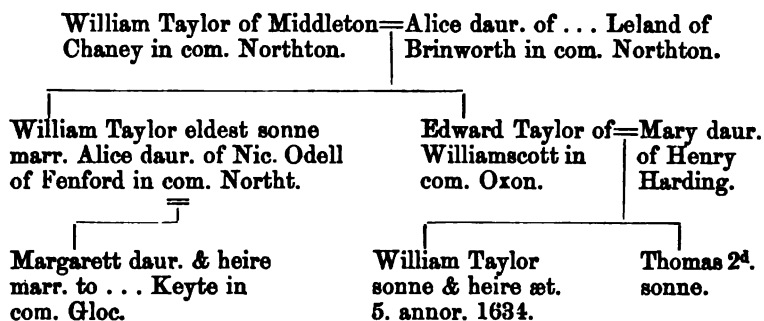 William Taylor of Middleton=Alice daur. of ... Leland of
Chaney in com. Northton. Brinworth in com. Northton.
William Taylor eldest sonne
marr. Alice daur. of Nic. Odell
of Fenford in com. Northt.
Edward Taylor of=Mary daur.
Williamscott in of Henry
com. Oxon. Harding.
Margarett daur. & heire
marr. to ... Keyte in
com. Gloc.
William Taylor
sonne & heire æt.
5. annor. 1634.
Thomas 2d.
sonne.